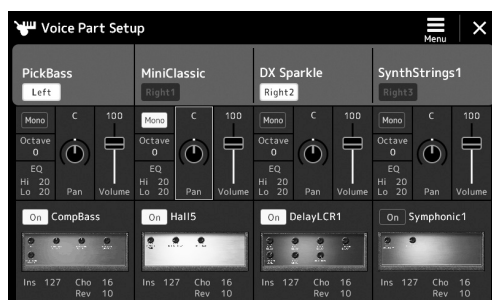 Voice Part Setup
Menu
PickBass MiniClassic DX Sparkle SynthStrings1
Left Right1 Right2 Right3
Mono C 100 Mono C 100 Mono C 100 Mono C 100
Octave Octave Octave Octave
0 0 0 0
EQ EQ EQ EQ
Hi 20 Hi 20 Hi 20 Hi 20
Lo 20 Pan Volume Lo 20 Pan Volume Lo 20 Pan Volume Lo 20 Pan Volume
On CompBass On Hall5 On DelayLCR1 On Symphonic1
Ins 127 Cho 16 Ins 127 Cho 16 Ins 127 Cho 16 Ins 127 Cho 16
Rev 10 Rev 10 Rev 10 Rev 10